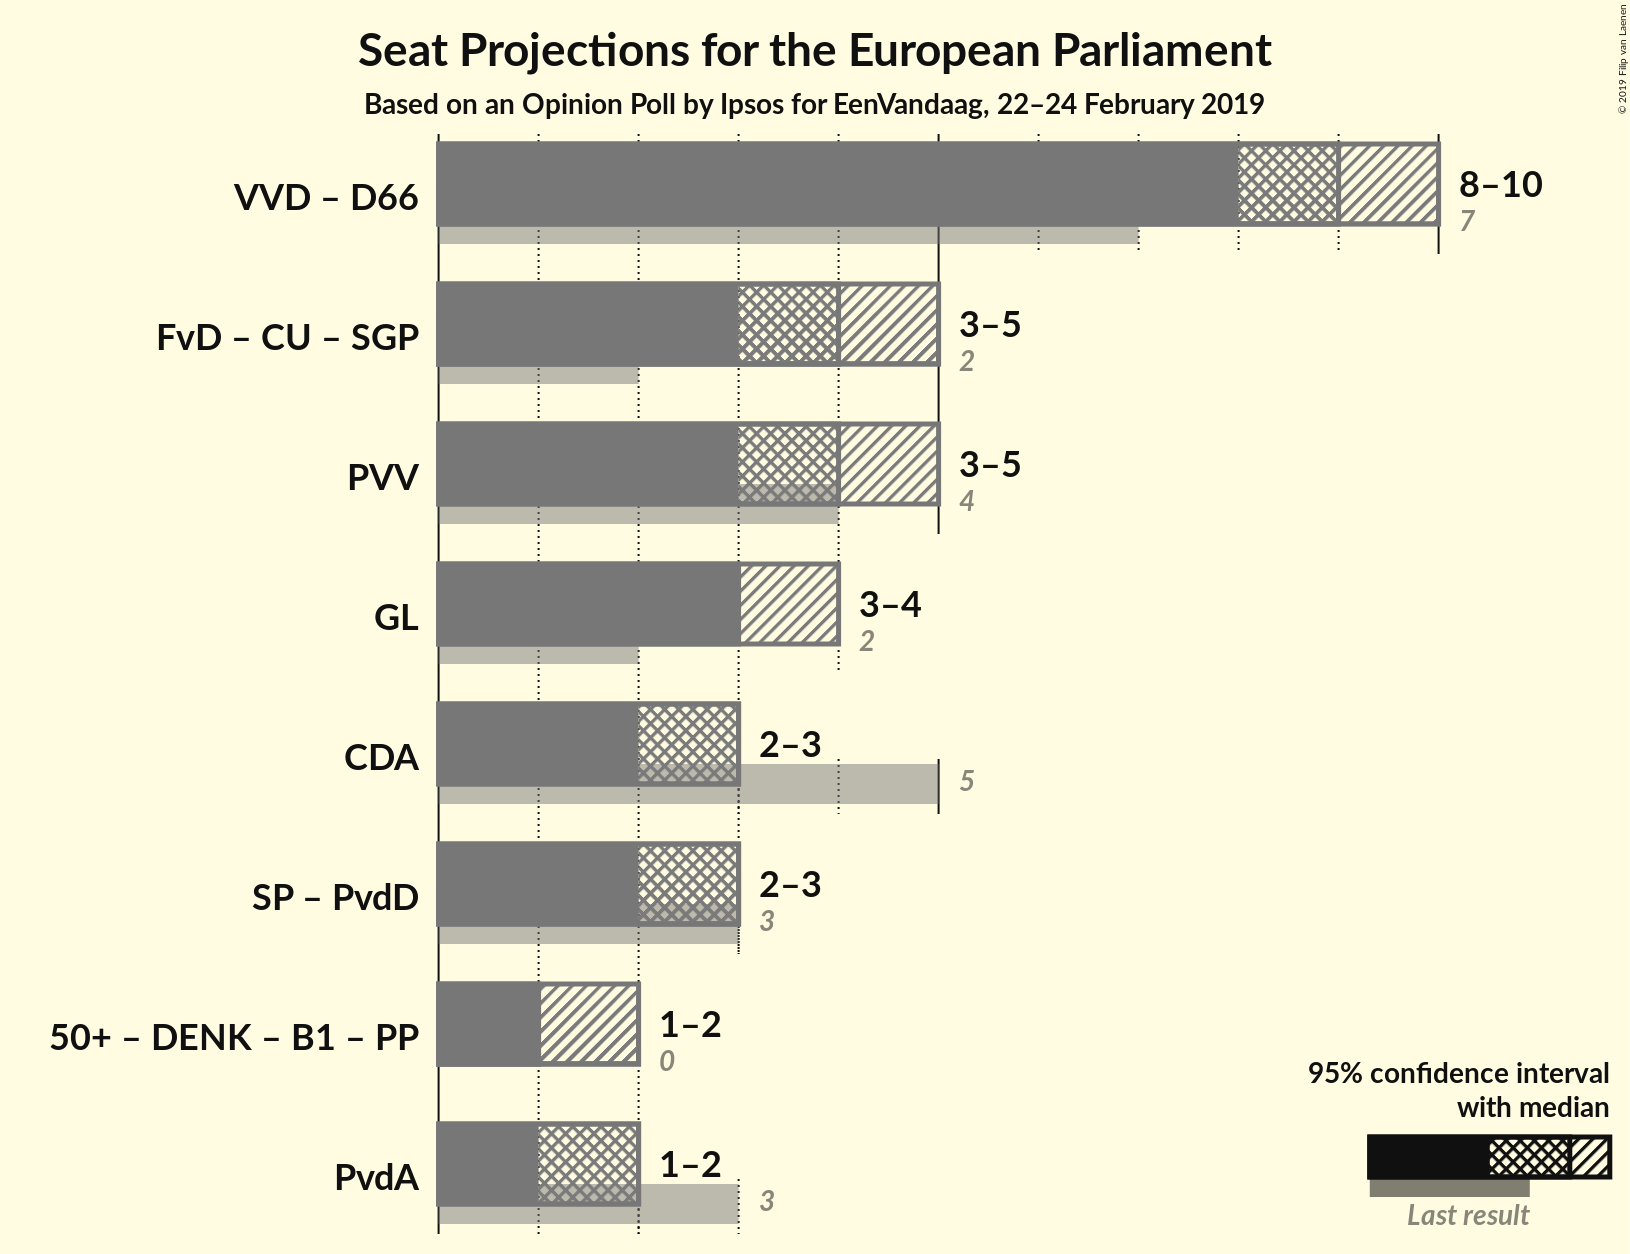 Seat Projections for the European Parliament
Based on an Opinion Poll by Ipsos for EenVandaag, 22–24 February 2019
© 2019 Filip van Laenen
VVD – D66
8–10
7
FvD – CU – SGP
3–5
2
PVV
3–5
4
GL
3–4
2
CDA
2–3
5
SP – PvdD
2–3
3
50+ – DENK – B1 – PP
1–2
0
PvdA
1–2
3
95% confidence interval
with median
Last result